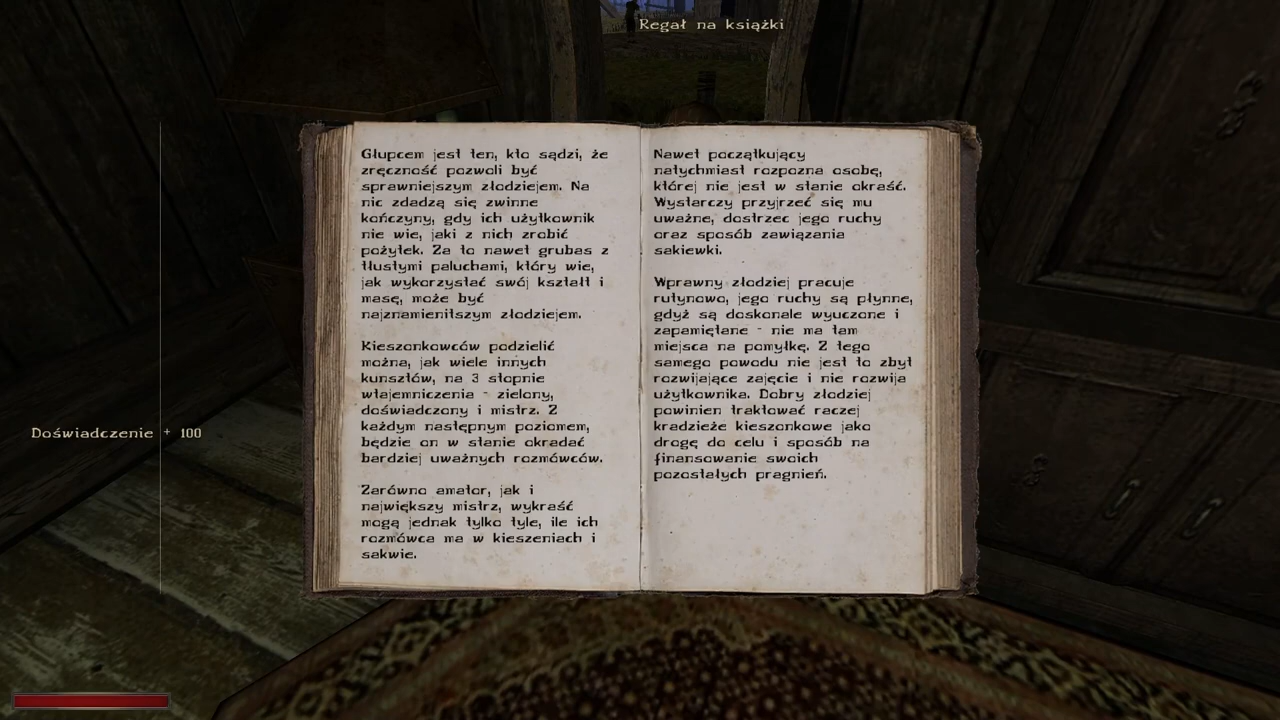 Regał na książki
Głupcem jest ten, kto sądzi, że
zręczność pozwoli być
sprawniejszym złodziejem. Na
nic zdadzą się zwinne
kończyny, gdy ich użytkownik
nie wie, jaki z nich zrobić
pożytek. Za to nawet grubas z
tłustymi paluchami, który wie,
jak wykorzystać swój kształt i
masę, może być
najznamienitszym złodziejem.
Kieszonkowców podzielić
można, jak wiele innych
kunsztów, na 3 stopnie
wtajemniczenia - zielony,
doświadczony i mistrz. Z
każdym następnym poziomem,
będzie on w stanie okradać
bardziej uważnych rozmówców.
Zarówno amator, jak i
największy mistrz, wykraść
mogą jednak tylko tyle, ile ich
rozmówca ma w kieszeniach i
sakwie.
Nawet początkujący
natychmiast rozpozna osobę,
której nie jest w stanie okraść.
Wystarczy przyjrzeć się mu
uważne, dostrzec jego ruchy
oraz sposób zawiązania
sakiewki.
Wprawny złodziej pracuje
rutynowo, jego ruchy są płynne,
gdyż są doskonale wyuczone i
zapamiętane - nie ma tam
miejsca na pomyłkę. Z tego
samego powodu nie jest to zbyt
rozwijające zajęcie i nie rozwija
użytkownika. Dobry złodziej
powinien traktować raczej
kradzieże kieszonkowe jako
drogę do celu i sposób na
finansowanie swoich
pozostałych pragnień.
Doświadczenie + 100